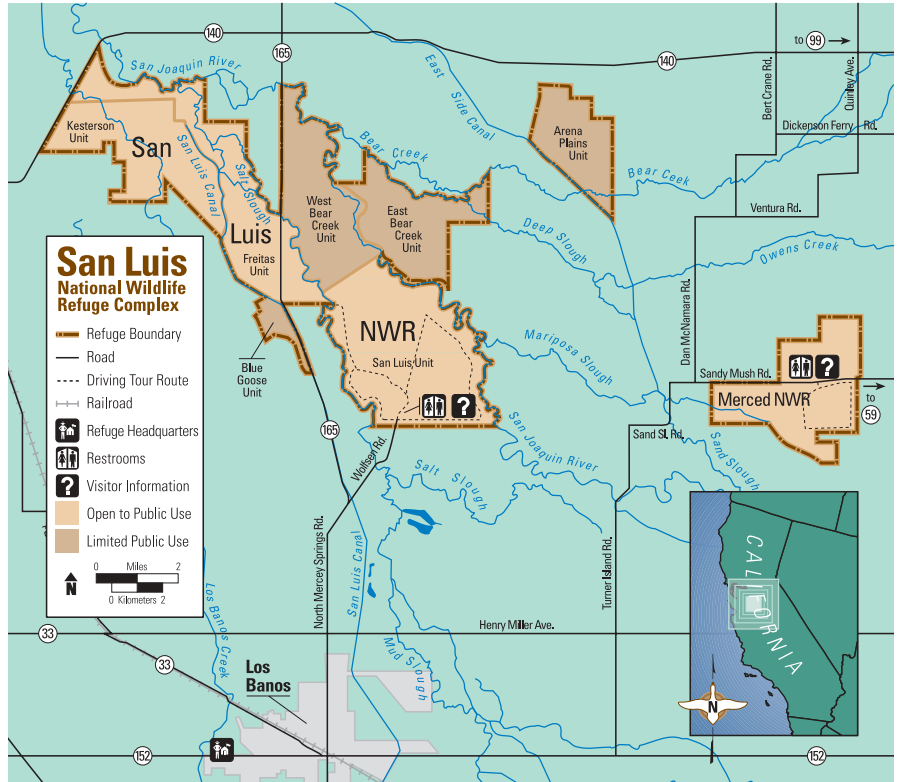 140
165
San Joaquin River
East
Side Canal
140
to 99
Bert Crane Rd.
Quinley Ave.
Dickenson Ferry Rd.
Kesterson
Unit
San
San Luis Canal
Salt Slough
Bear Creek
Arena
Plains
Unit
Bear Ceek
West
Bear
Creek
Unit
East
Bear
Creek
Unit
Ventura Rd.
Luis
Freitas
Unit
Deep Slough
Owens Creek
San Luis
National Wildlife
Refuge Complex
Refuge Boundary
Road
Driving Tour Route
Railroad
Refuge Headquarters
Restrooms
? Visitor Information
Open to Public Use
Limited Public Use
0 Miles 2
0 Kilometers 2
N
Blue
Goose
Unit
NWR
San Luis Unit
?
Mariposa Slough
Dan McNamara Rd.
Sandy Mush Rd.
?
Merced NWR
to
59
165
Wolfsen Rd.
San Joaquin River
Sand Sl. Rd.
Sand Slough
Salt Slough
North Mercey Springs Rd.
San Luis Canal
Turner Island Rd.
CALIFORNIA
N
Los Banos Creek
33
Henry Miller Ave.
33
Mud Slough
Los
Banos
152
152